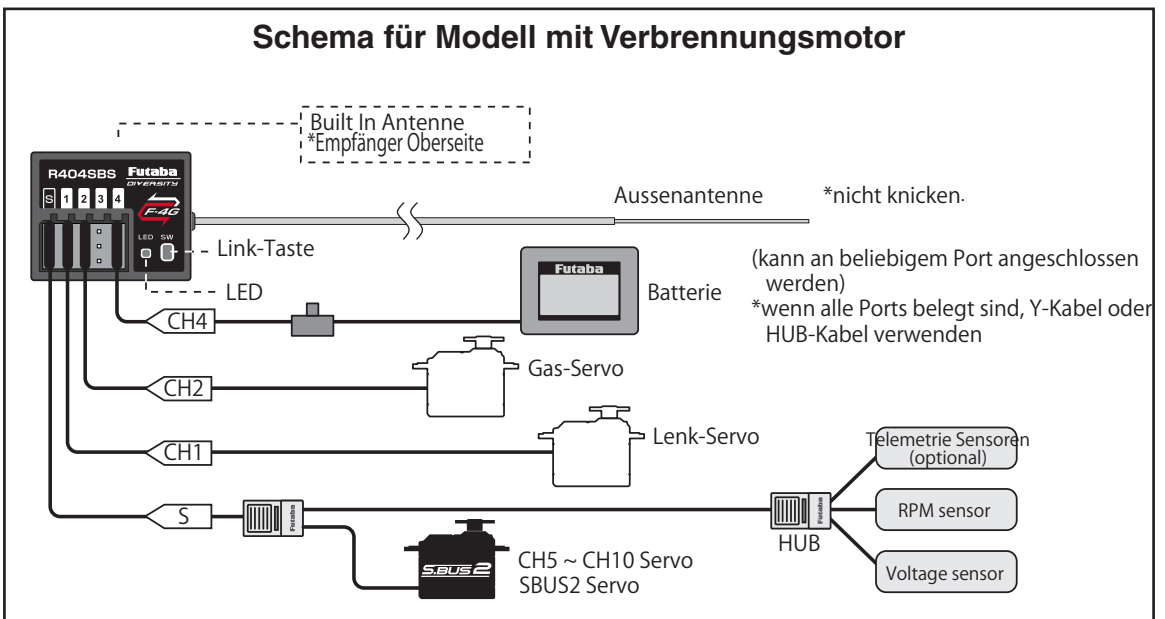 Schema für Modell mit Verbrennungsmotor
Built In Antenne
*Empfänger Oberseite
R404SBS Futaba
DIVERSITY
S 1 2 3 4
F-4G
LED SW
Aussenantenne *nicht knicken.
Link-Taste
LED
Futaba
Batterie
(kann an beliebigem Port angeschlossen
werden)
*wenn alle Ports belegt sind, Y-Kabel oder
HUB-Kabel verwenden
CH4
CH2
Gas-Servo
CH1
Lenk-Servo
Telemetrie Sensoren
(optional)
S
Futaba
Futaba
HUB
RPM sensor
Voltage sensor
S.BUS2
CH5 ~ CH10 Servo
SBUS2 Servo